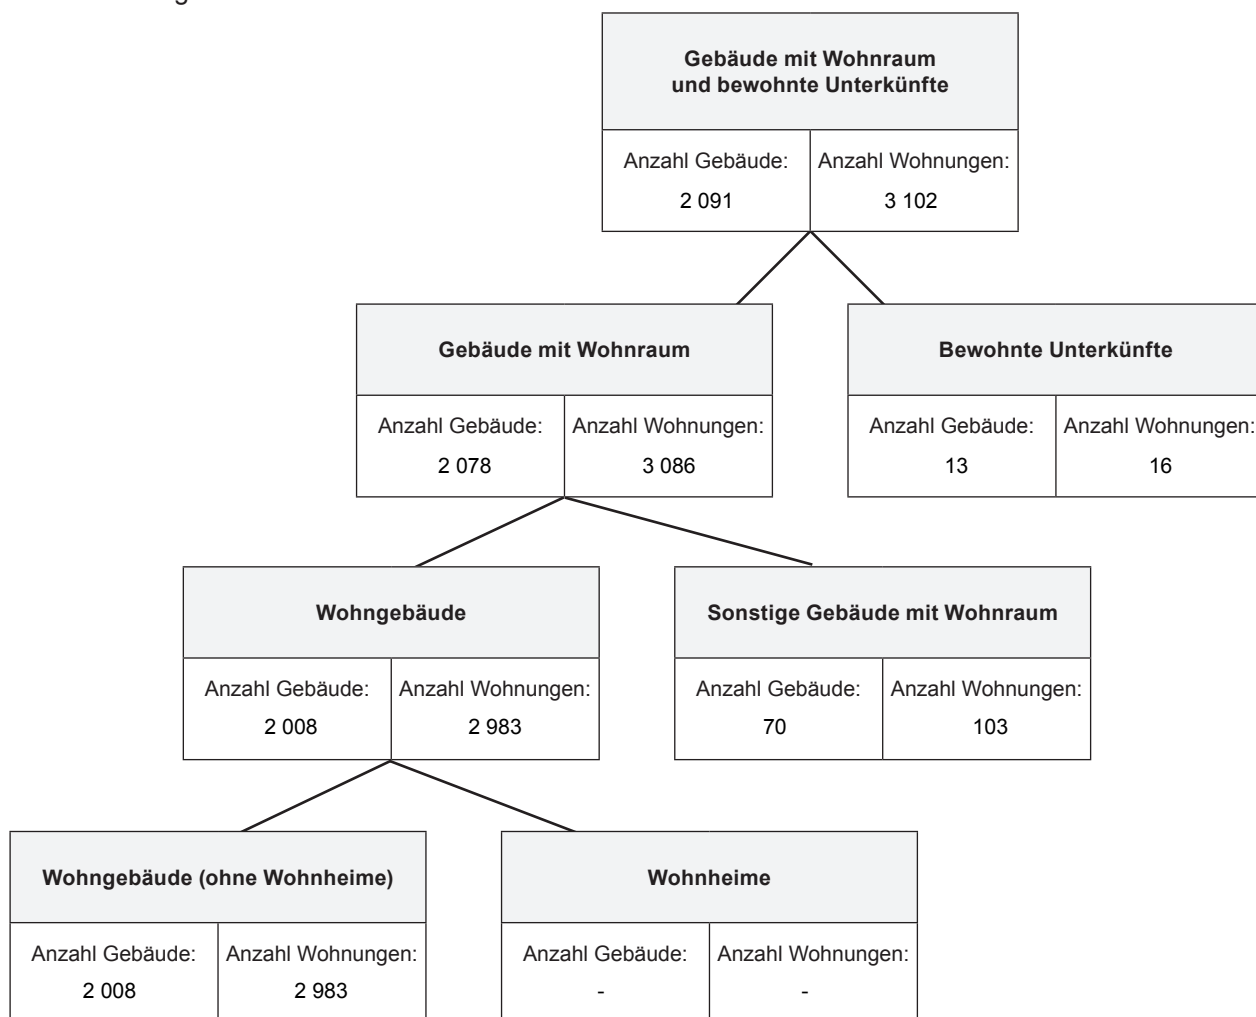 Gebäude mit Wohnraum
und bewohnte Unterkünfte
Anzahl Gebäude:
2 091
Anzahl Wohnungen:
3 102
Gebäude mit Wohnraum
Anzahl Gebäude:
2 078
Anzahl Wohnungen:
3 086
Bewohnte Unterkünfte
Anzahl Gebäude:
13
Anzahl Wohnungen:
16
Wohngebäude
Anzahl Gebäude:
2 008
Anzahl Wohnungen:
2 983
Sonstige Gebäude mit Wohnraum
Anzahl Gebäude:
70
Anzahl Wohnungen:
103
Wohngebäude (ohne Wohnheime)
Anzahl Gebäude:
2 008
Anzahl Wohnungen:
2 983
Wohnheime
Anzahl Gebäude:
-
Anzahl Wohnungen:
-